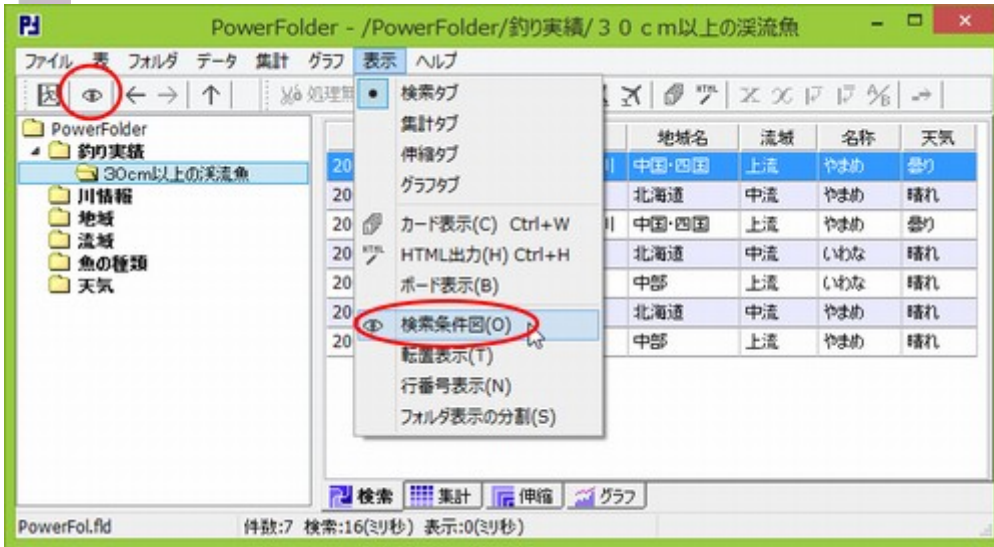 PowerFolder - /PowerFolder/釣り実績/３０ｃｍ以上の渓流魚
ファイル 表 フォルダ データ 集計 グラフ 表示 ヘルプ
PowerFolder
釣り実績
30cm以上の渓流魚
川情報
地域
流域
魚の種類
天気
検索タブ
集計タブ
伸縮タブ
グラフタブ
カード表示(C) Ctrl+W
HTML出力(H) Ctrl+H
ボード表示(B)
検索条件図(O)
転置表示(T)
行番号表示(N)
フォルダ表示の分割(S)
地域名 流域 名称 天気
20 川 中国・四国 上流 やまめ 曇り
20 北海道 中流 やまめ 晴れ
20 川 中国・四国 上流 やまめ 曇り
20 北海道 中流 いわな 晴れ
20 中部 上流 いわな 晴れ
20 北海道 中流 やまめ 晴れ
20 中部 上流 やまめ 晴れ
検索 集計 伸縮 グラフ
PowerFol.fld 件数:7 検索:16(ミリ秒) 表示:0(ミリ秒)